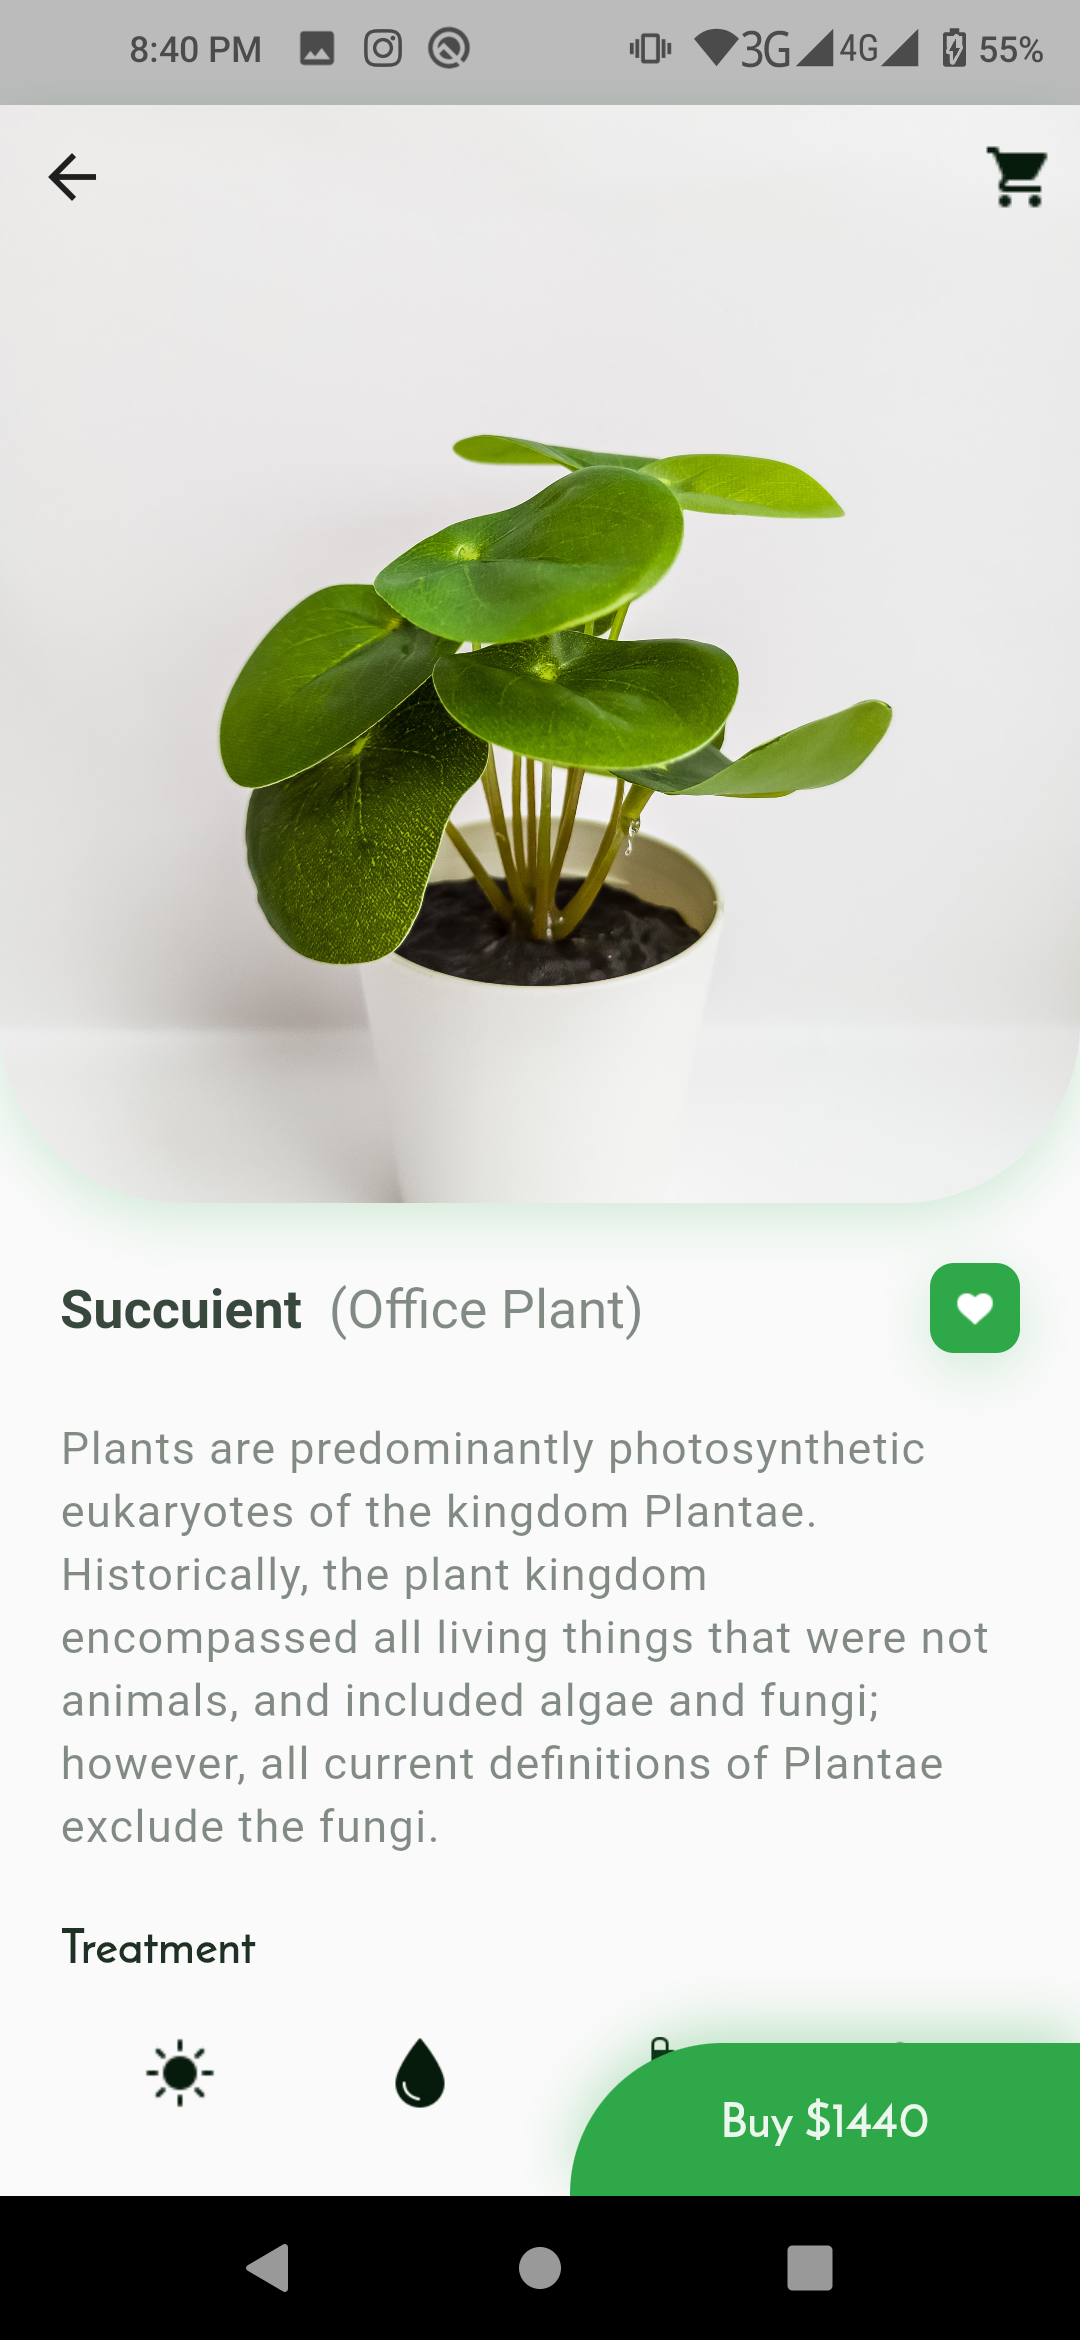 8:40 PM 3G 4G 55%
Succuient (Office Plant)
Plants are predominantly photosynthetic
eukaryotes of the kingdom Plantae.
Historically, the plant kingdom
encompassed all living things that were not
animals, and included algae and fungi;
however, all current definitions of Plantae
exclude the fungi.
Treatment
Buy $1440